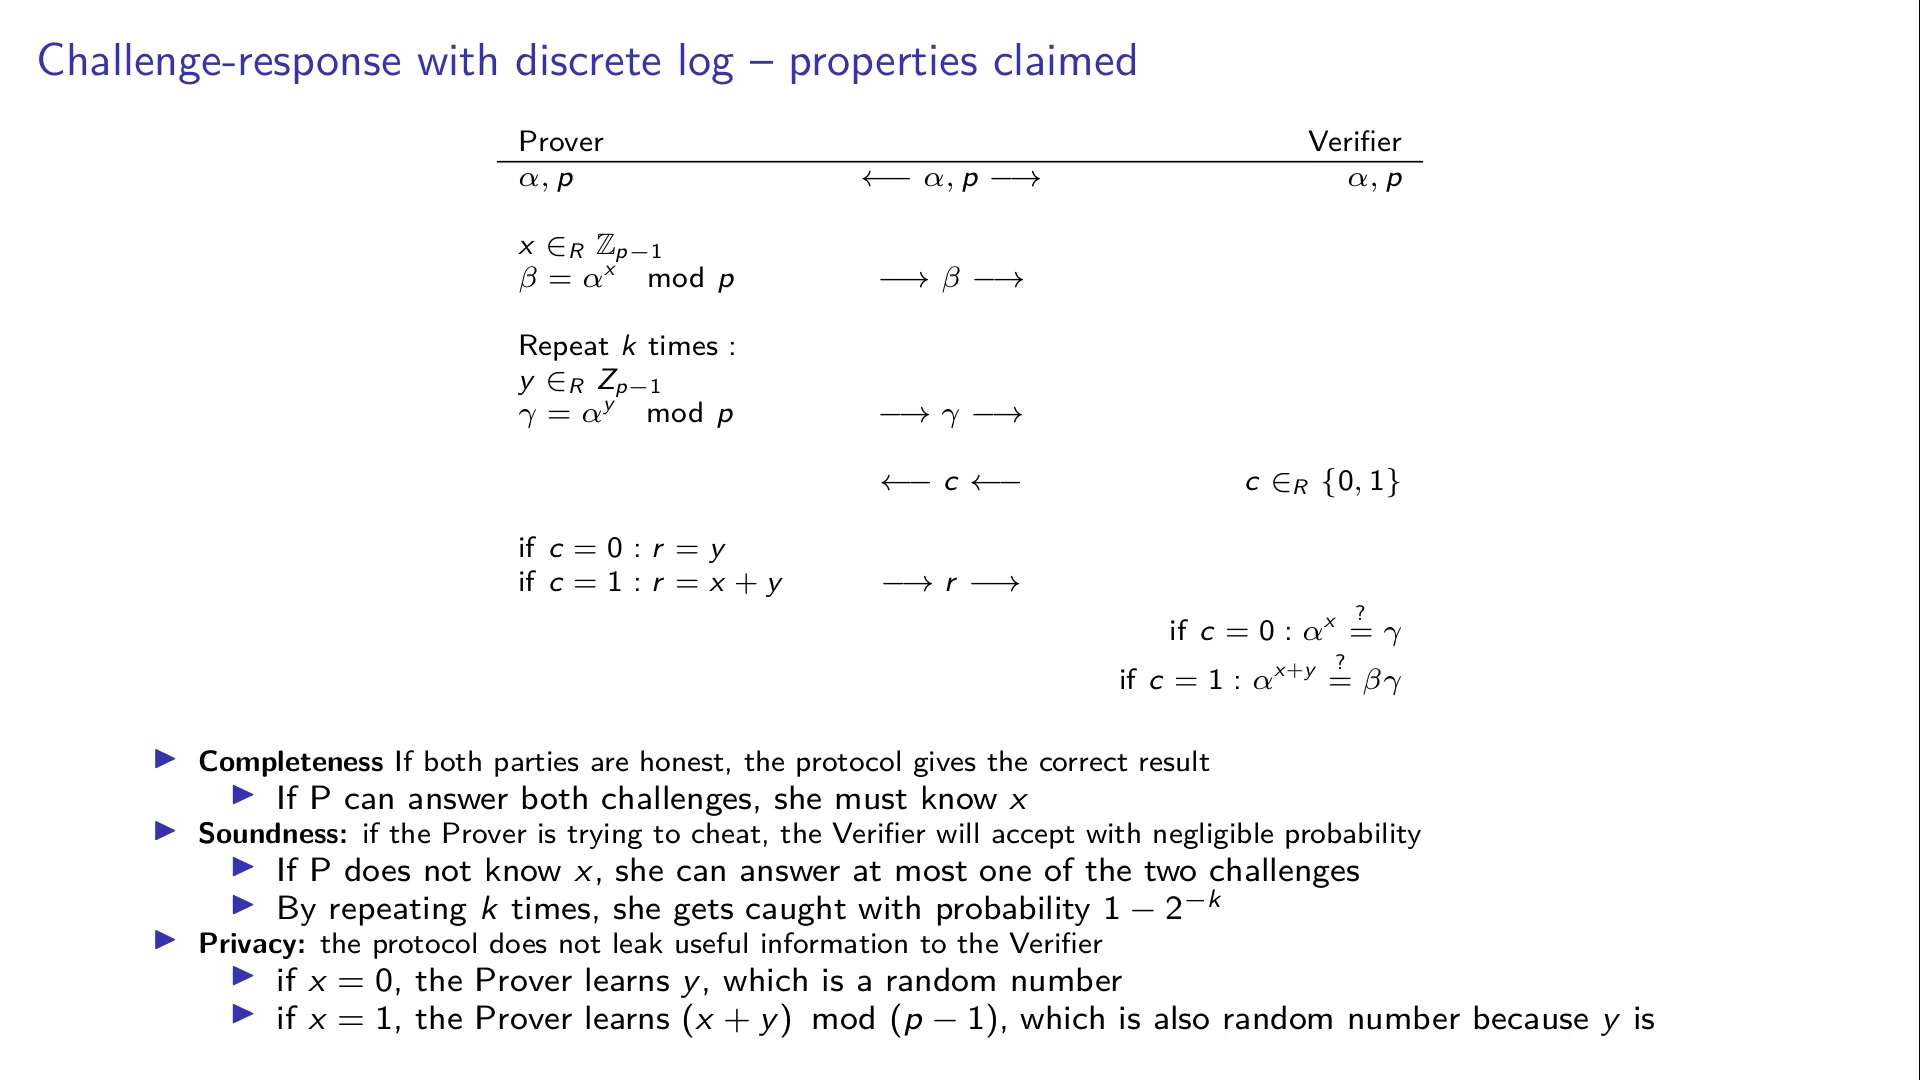 Challenge-response with discrete log – properties claimed
Prover Verifier
α, p ⟵ α, p ⟶ α, p
x ∈_R ℤ_{p−1}
β = α^x mod p ⟶ β ⟶
Repeat k times :
y ∈_R Z_{p−1}
γ = α^y mod p ⟶ γ ⟶
⟵ c ⟵ c ∈_R {0, 1}
if c = 0 : r = y
if c = 1 : r = x + y ⟶ r ⟶
if c = 0 : α^x ≟ γ
if c = 1 : α^{x+y} ≟ βγ
▶ Completeness If both parties are honest, the protocol gives the correct result
▶ If P can answer both challenges, she must know x
▶ Soundness: if the Prover is trying to cheat, the Verifier will accept with negligible probability
▶ If P does not know x, she can answer at most one of the two challenges
▶ By repeating k times, she gets caught with probability 1 − 2^{−k}
▶ Privacy: the protocol does not leak useful information to the Verifier
▶ if x = 0, the Prover learns y, which is a random number
▶ if x = 1, the Prover learns (x + y) mod (p − 1), which is also random number because y is